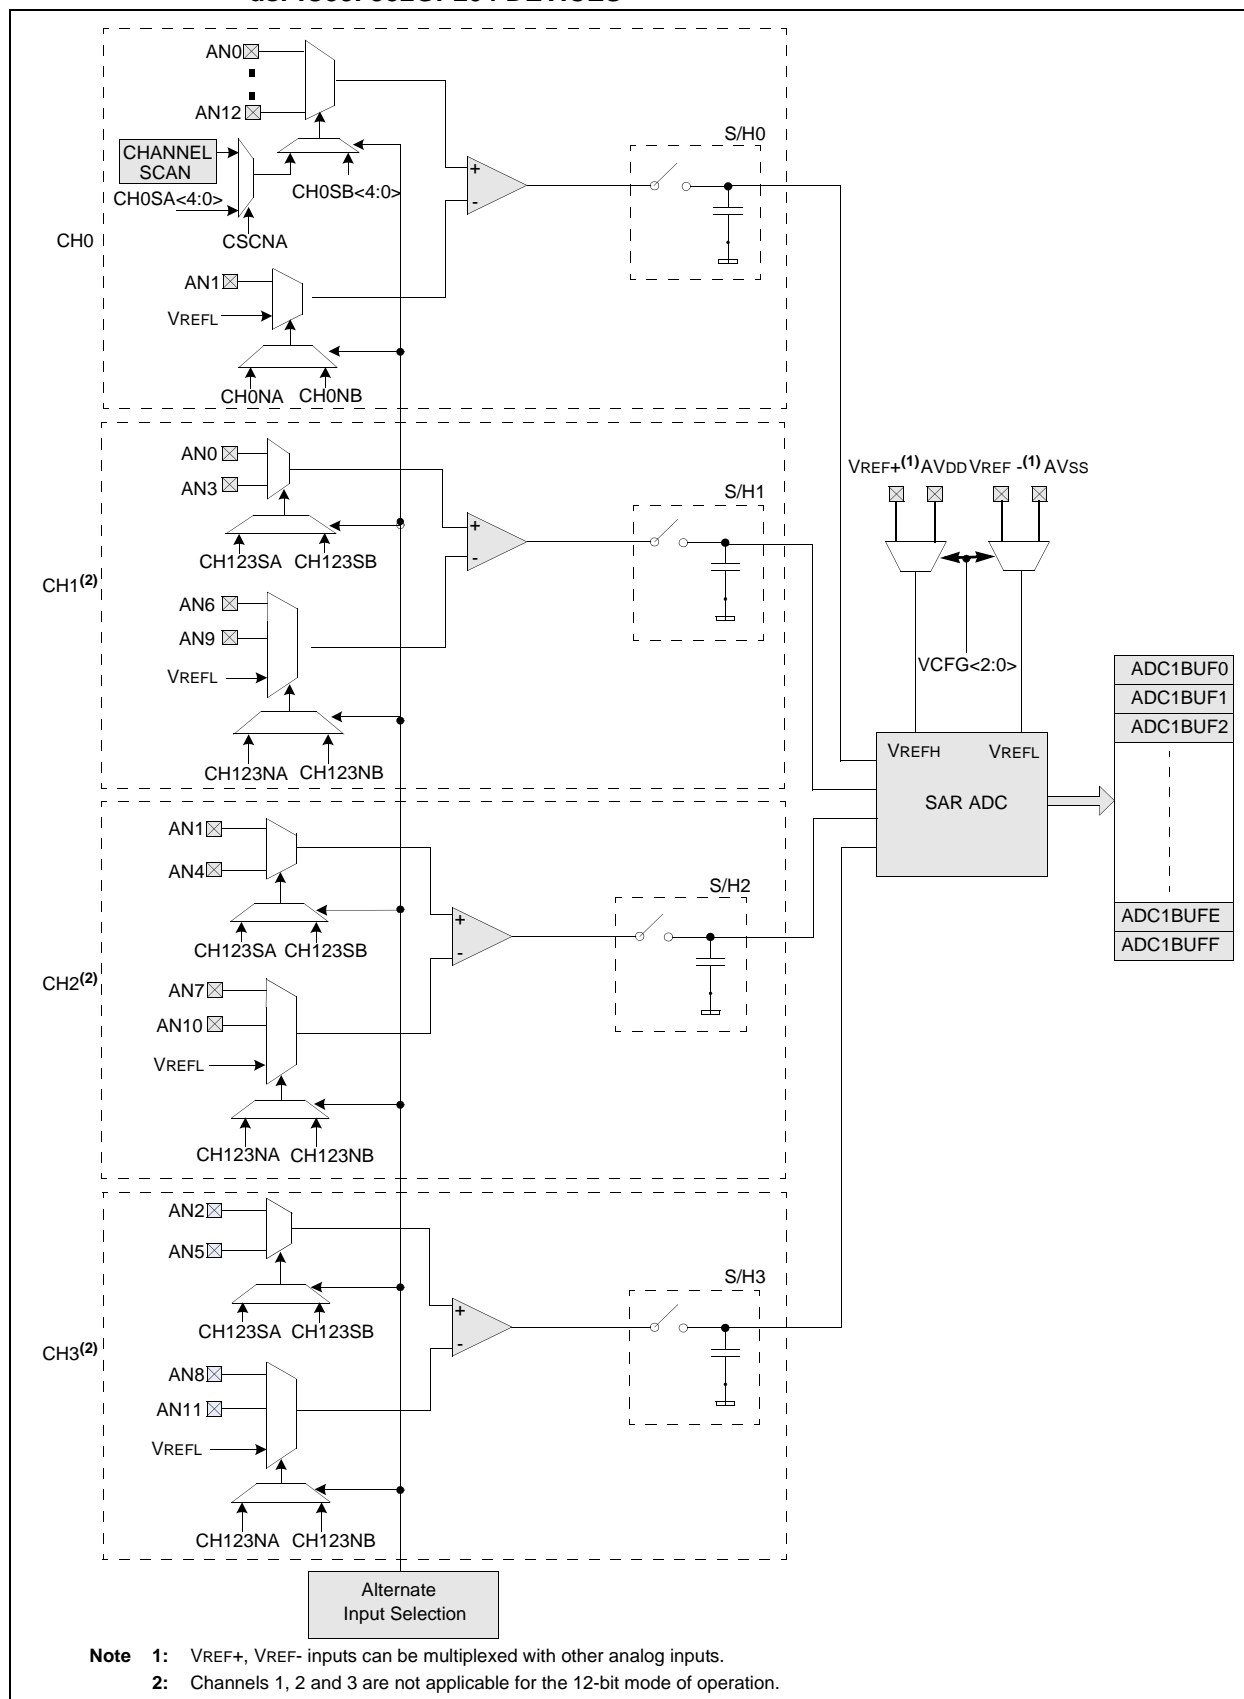 AN0
AN12
CHANNEL
SCAN
CH0SA<4:0>
CH0SB<4:0>
CSCNA
CH0
S/H0
+
-
AN1
VREFL
CH0NA CH0NB
AN0
AN3
CH123SA CH123SB
S/H1
+
-
CH1(2)
AN6
AN9
VREFL
CH123NA CH123NB
VREF+(1) AVDD VREF -(1) AVSS
VCFG<2:0>
VREFH VREFL
SAR ADC
ADC1BUF0
ADC1BUF1
ADC1BUF2
ADC1BUFE
ADC1BUFF
AN1
AN4
CH123SA CH123SB
S/H2
+
-
CH2(2)
AN7
AN10
VREFL
CH123NA CH123NB
AN2
AN5
CH123SA CH123SB
S/H3
+
-
CH3(2)
AN8
AN11
VREFL
CH123NA CH123NB
Alternate
Input Selection
Note 1: VREF+, VREF- inputs can be multiplexed with other analog inputs.
2: Channels 1, 2 and 3 are not applicable for the 12-bit mode of operation.